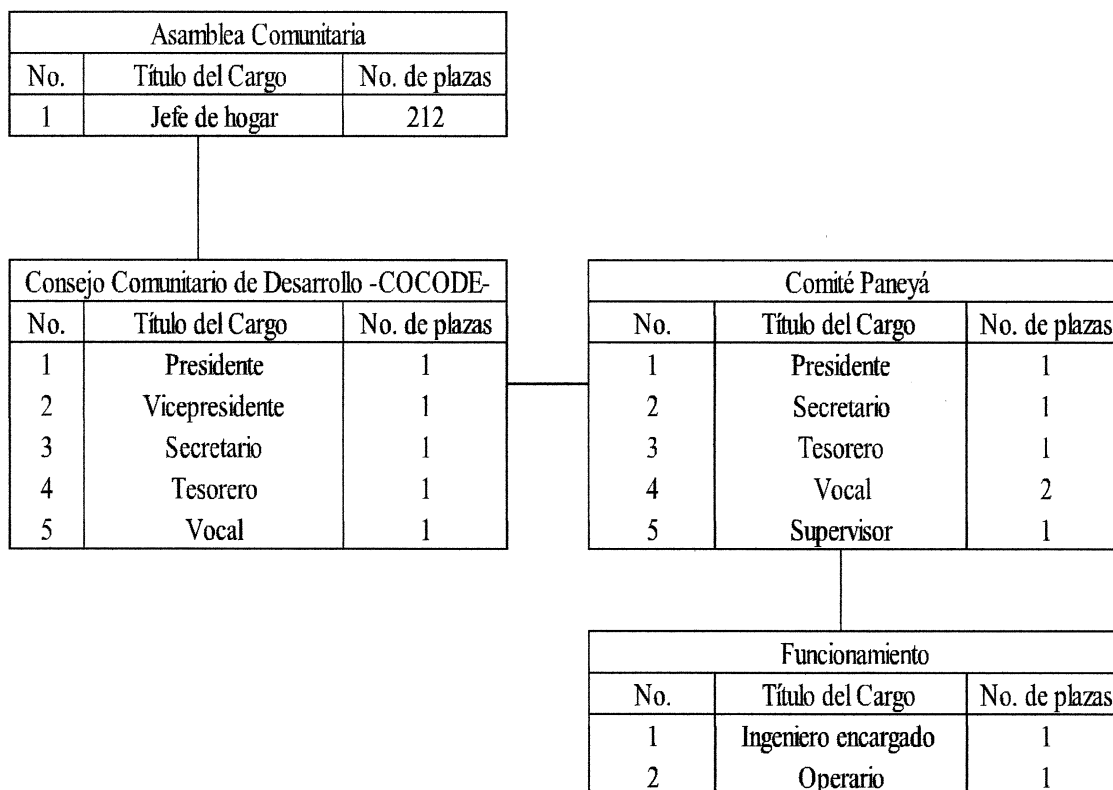 Asamblea Comunitaria
No. Título del Cargo No. de plazas
1 Jefe de hogar 212
Consejo Comunitario de Desarrollo -COCODE-
No. Título del Cargo No. de plazas
1 Presidente 1
2 Vicepresidente 1
3 Secretario 1
4 Tesorero 1
5 Vocal 1
Comité Paneyá
No. Título del Cargo No. de plazas
1 Presidente 1
2 Secretario 1
3 Tesorero 1
4 Vocal 2
5 Supervisor 1
Funcionamiento
No. Título del Cargo No. de plazas
1 Ingeniero encargado 1
2 Operario 1